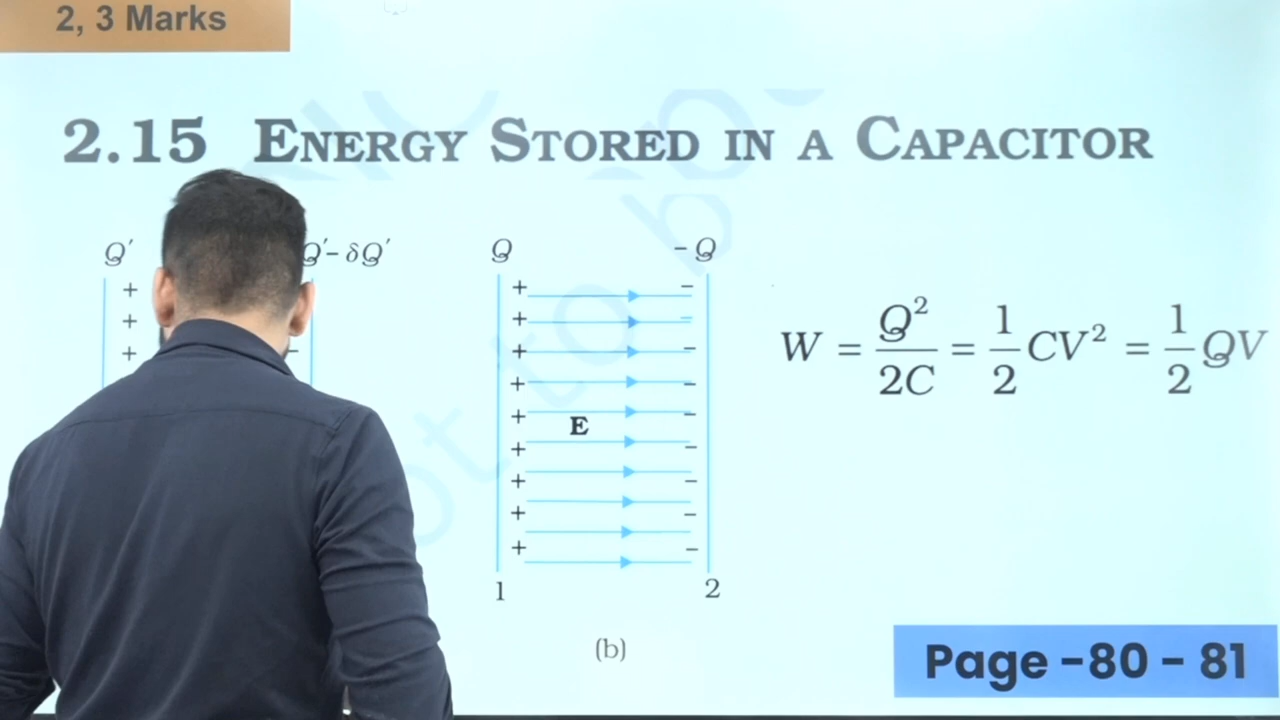 2, 3 Marks
2.15 ENERGY STORED IN A CAPACITOR
Q′
Q′− δQ′
+
+
+
−
Q
− Q
+
+
+
+
+
+
+
+
+
−
−
−
−
−
−
−
−
−
E
1
2
(b)
W = Q²/2C = 1/2 CV² = 1/2 QV
Page -80 - 81